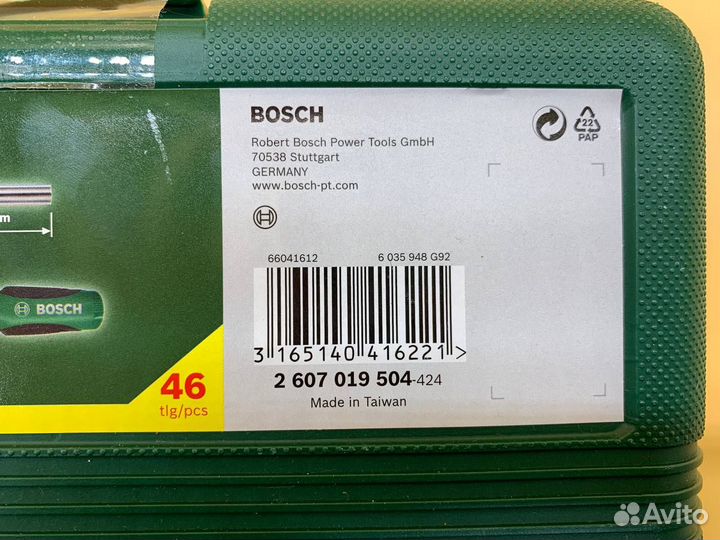 BOSCH
Robert Bosch Power Tools GmbH
70538 Stuttgart
GERMANY
www.bosch-pt.com
22
PAP
m
BOSCH
66041612
6 035 948 G92
3 165140 416221 >
2 607 019 504-424
Made in Taiwan
46
tlg/pcs
Avito